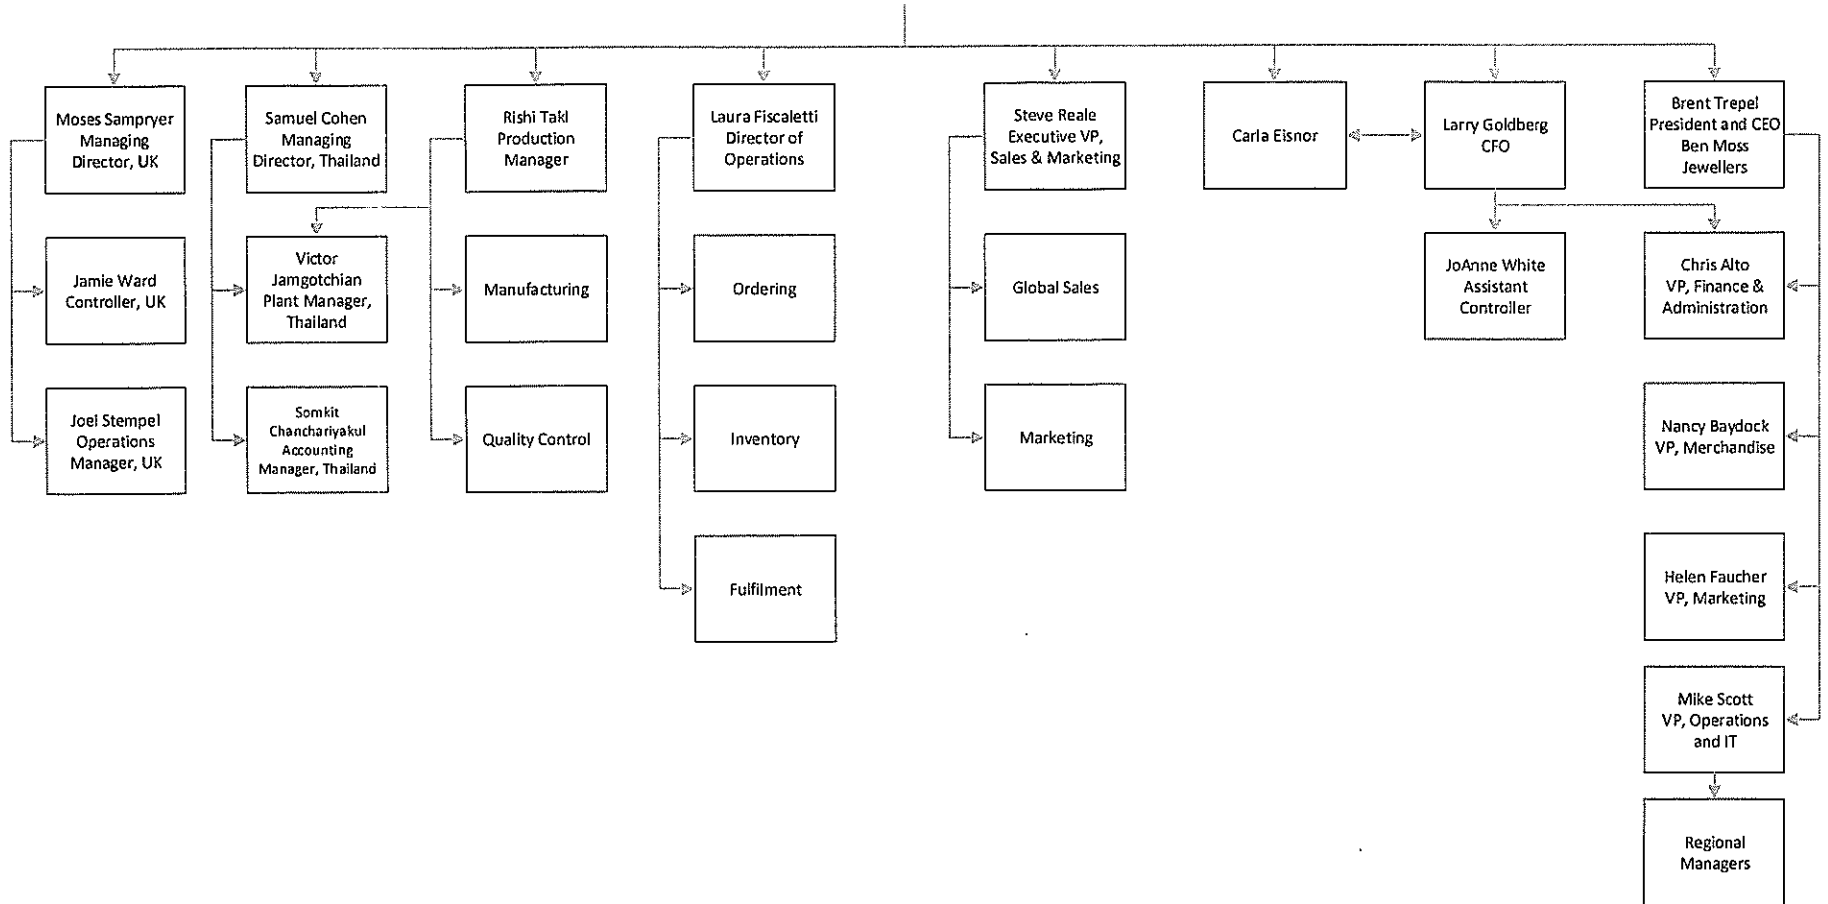 Moses Sampryer
Managing
Director, UK
Samuel Cohen
Managing
Director, Thailand
Rishi Takl
Production
Manager
Laura Fiscaletti
Director of
Operations
Steve Reale
Executive VP,
Sales & Marketing
Carla Eisnor
Larry Goldberg
CFO
Brent Trepel
President and CEO
Ben Moss
Jewellers
Jamie Ward
Controller, UK
Victor
Jamgotchian
Plant Manager,
Thailand
Manufacturing
Ordering
Global Sales
JoAnne White
Assistant
Controller
Chris Alto
VP, Finance &
Administration
Joel Stempel
Operations
Manager, UK
Somkit
Chanchariyakul
Accounting
Manager, Thailand
Quality Control
Inventory
Marketing
Nancy Baydock
VP, Merchandise
Fulfilment
Helen Faucher
VP, Marketing
Mike Scott
VP, Operations
and IT
Regional
Managers